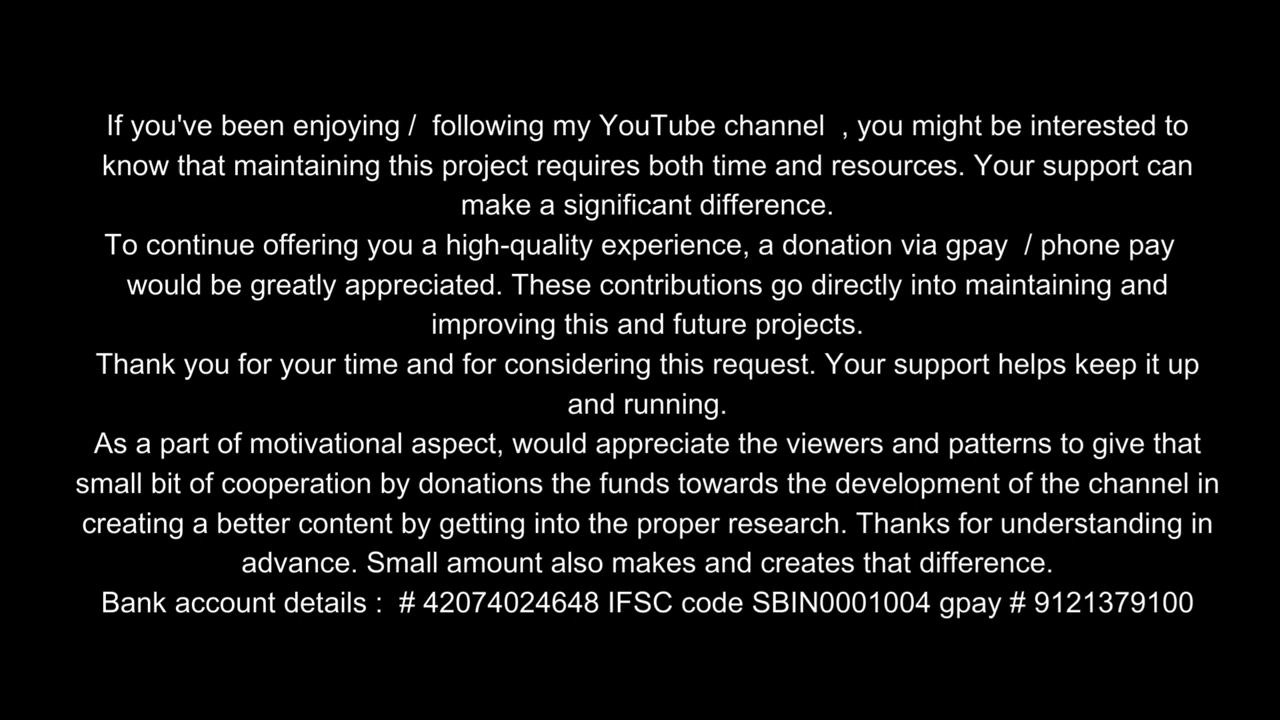 If you've been enjoying /  following my YouTube channel  , you might be interested to
know that maintaining this project requires both time and resources. Your support can
make a significant difference.
To continue offering you a high-quality experience, a donation via gpay  / phone pay
would be greatly appreciated. These contributions go directly into maintaining and
improving this and future projects.
Thank you for your time and for considering this request. Your support helps keep it up
and running.
As a part of motivational aspect, would appreciate the viewers and patterns to give that
small bit of cooperation by donations the funds towards the development of the channel in
creating a better content by getting into the proper research. Thanks for understanding in
advance. Small amount also makes and creates that difference.
Bank account details :  # 42074024648 IFSC code SBIN0001004 gpay # 9121379100